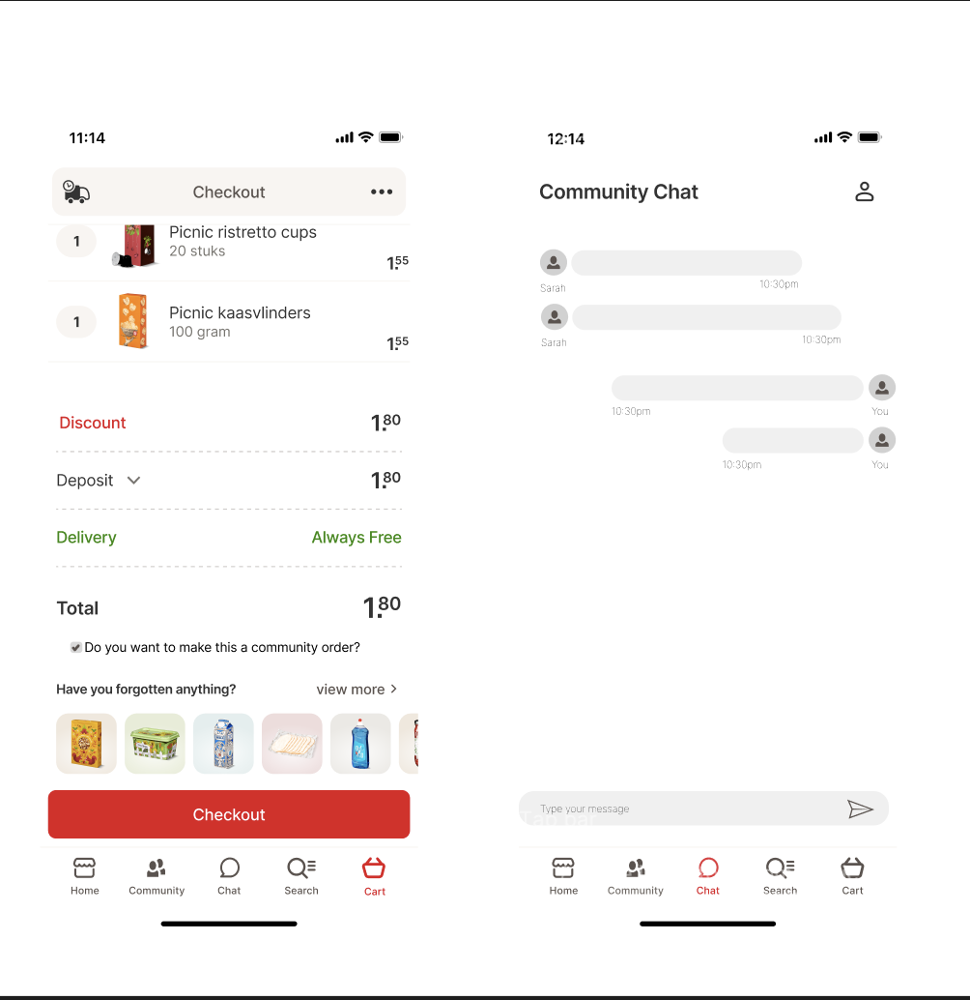 11:14
Checkout
1
Picnic ristretto cups
20 stuks
1.55
1
Picnic kaasvlinders
100 gram
1.55
Discount
1.80
Deposit
1.80
Delivery
Always Free
Total
1.80
Do you want to make this a community order?
Have you forgotten anything?
view more
Checkout
Home
Community
Chat
Search
Cart
12:14
Community Chat
Sarah
10:30pm
Sarah
10:30pm
10:30pm
You
10:30pm
You
Type your message
Tap bar
Home
Community
Chat
Search
Cart